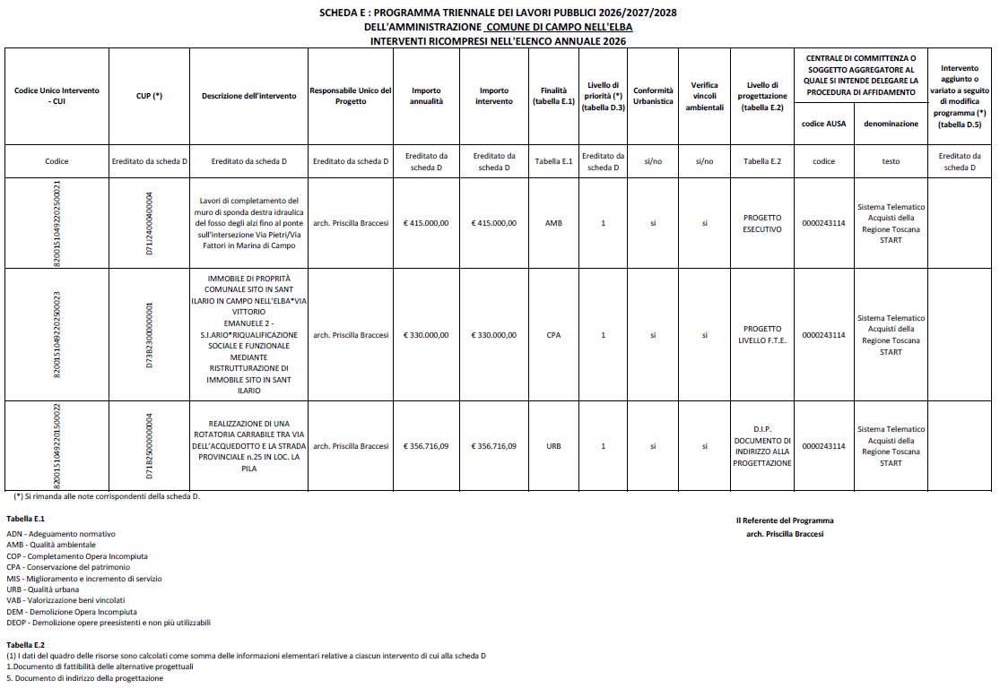 SCHEDA E : PROGRAMMA TRIENNALE DEI LAVORI PUBBLICI 2026/2027/2028
DELL'AMMINISTRAZIONE COMUNE DI CAMPO NELL'ELBA
INTERVENTI RICOMPRESI NELL'ELENCO ANNUALE 2026
Codice Unico Intervento
- CUI
CUP (*)
Descrizione dell'intervento
Responsabile Unico del
Progetto
Importo
annualità
Importo
intervento
Finalità
(tabella E.1)
Livello di
priorità (*)
(tabella D.3)
Conformità
Urbanistica
Verifica
vincoli
ambientali
Livello di
progettazione
(tabella E.2)
CENTRALE DI COMMITTENZA O
SOGGETTO AGGREGATORE AL
QUALE SI INTENDE DELEGARE LA
PROCEDURA DI AFFIDAMENTO
codice AUSA
denominazione
Intervento
aggiunto o
variato a seguito
di modifica
programma (*)
(tabella D.5)
Codice
Ereditato da scheda D
Ereditato da scheda D
Ereditato da scheda D
Ereditato da
scheda D
Ereditato da
scheda D
Tabella E.1
Ereditato da
scheda D
si/no
si/no
Tabella E.2
codice
testo
Ereditato da
scheda D
82001510492202500021
D71J24000400004
Lavori di completamento del
muro di sponda destra idraulica
del fosso degli alzi fino al ponte
sull'intersezione Via Pietri/Via
Fattori in Marina di Campo
arch. Priscilla Braccesi
€ 415.000,00
€ 415.000,00
AMB
1
si
si
PROGETTO
ESECUTIVO
0000243114
Sistema Telematico
Acquisti della
Regione Toscana
START
82001510492202500023
D73B23000000001
IMMOBILE DI PROPRITÀ
COMUNALE SITO IN SANT
ILARIO IN CAMPO NELL'ELBA*VIA
VITTORIO
EMANUELE 2 -
S.I.ARIO*RIQUALIFICAZIONE
SOCIALE E FUNZIONALE
MEDIANTE
RISTRUTTURAZIONE DI
IMMOBILE SITO IN SANT
ILARIO
arch. Priscilla Braccesi
€ 330.000,00
€ 330.000,00
CPA
1
si
si
PROGETTO
LIVELLO F.T.E.
0000243114
Sistema Telematico
Acquisti della
Regione Toscana
START
82001510492201500022
D71B25000000004
REALIZZAZIONE DI UNA
ROTATORIA CARRABILE TRA VIA
DELL'ACQUEDOTTO E LA STRADA
PROVINCIALE n.25 IN LOC. LA
PILA
arch. Priscilla Braccesi
€ 356.716,09
€ 356.716,09
URB
1
si
si
D.I.P.
DOCUMENTO DI
INDIRIZZO ALLA
PROGETTAZIONE
0000243114
Sistema Telematico
Acquisti della
Regione Toscana
START
(*) Si rimanda alle note corrispondenti della scheda D.
Tabella E.1
ADN - Adeguamento normativo
AMB - Qualità ambientale
COP - Completamento Opera Incompiuta
CPA - Conservazione del patrimonio
MIS - Miglioramento e incremento di servizio
URB - Qualità urbana
VAB - Valorizzazione beni vincolati
DEM - Demolizione Opera Incompiuta
DEOP - Demolizione opere preesistenti e non più utilizzabili
Il Referente del Programma
arch. Priscilla Braccesi
Tabella E.2
(1) I dati del quadro delle risorse sono calcolati come somma delle informazioni elementari relative a ciascun intervento di cui alla scheda D
1.Documento di fattibilità delle alternative progettuali
5. Documento di indirizzo della progettazione